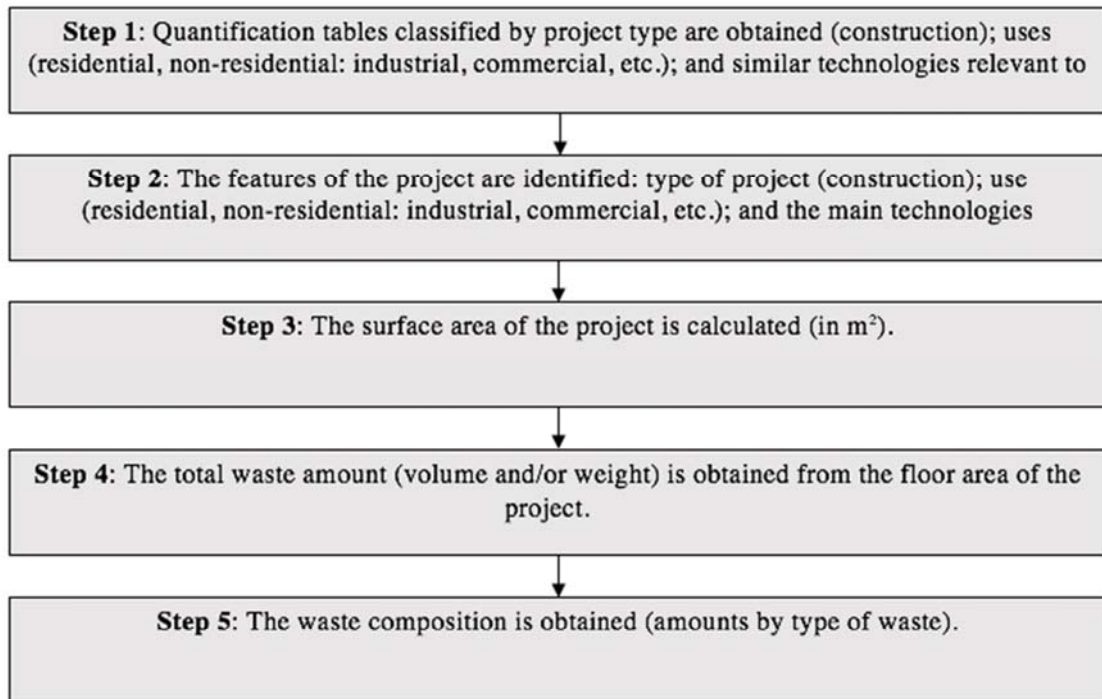 Step 1: Quantification tables classified by project type are obtained (construction); uses
(residential, non-residential: industrial, commercial, etc.); and similar technologies relevant to
Step 2: The features of the project are identified: type of project (construction); use
(residential, non-residential: industrial, commercial, etc.); and the main technologies
Step 3: The surface area of the project is calculated (in m²).
Step 4: The total waste amount (volume and/or weight) is obtained from the floor area of the
project.
Step 5: The waste composition is obtained (amounts by type of waste).